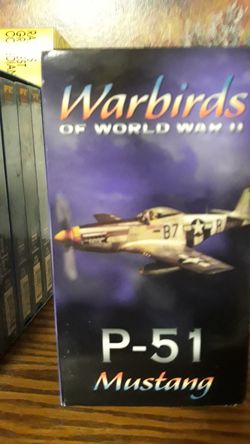 Warbirds
OF WORLD WAR II
B7
P-51
Mustang